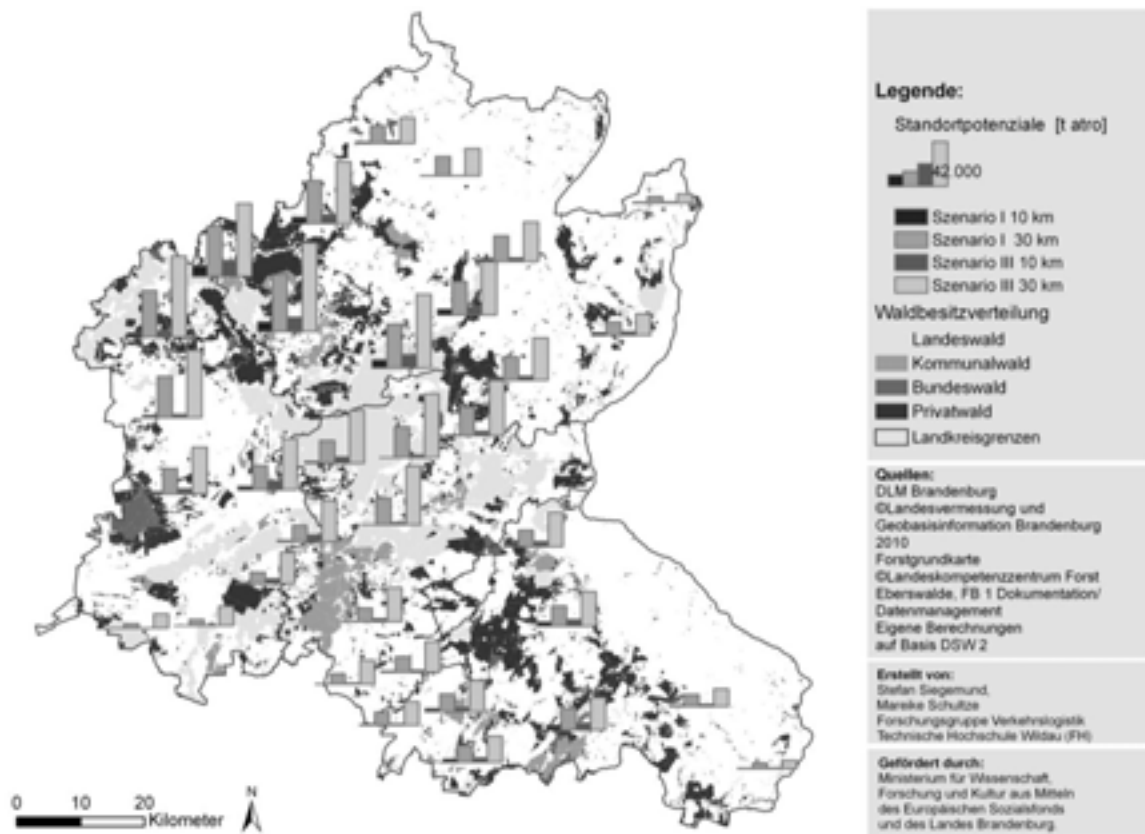 Legende:
Standortpotenziale [t atro]
42.000
Szenario I 10 km
Szenario I 30 km
Szenario III 10 km
Szenario III 30 km
Waldbesitzverteilung
Landeswald
Kommunalwald
Bundeswald
Privatwald
Landkreisgrenzen
Quellen:
DLM Brandenburg
©Landesvermessung und
Geobasisinformation Brandenburg
2010
Forstgrundkarte
©Landeskompetenzzentrum Forst
Eberswalde, FB 1 Dokumentation/
Datenmanagement
Eigene Berechnungen
auf Basis DSW 2
Erstellt von:
Stefan Siegemund,
Mareike Schultze
Forschungsgruppe Verkehrslogistik
Technische Hochschule Wildau (FH)
Gefördert durch:
Ministerium für Wissenschaft,
Forschung und Kultur aus Mitteln
des Europäischen Sozialsfonds
und des Landes Brandenburg.
0 10 20
Kilometer
N